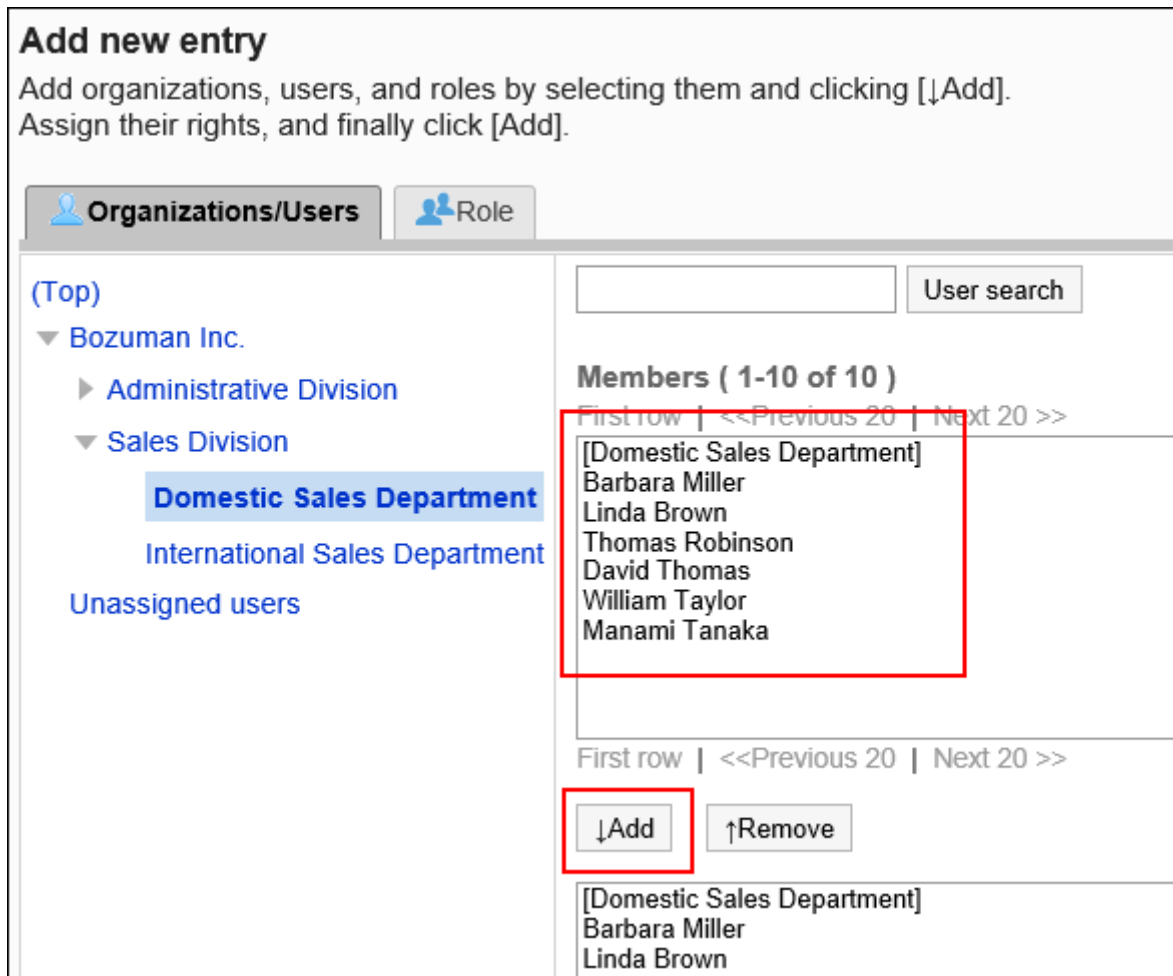 Add new entry
Add organizations, users, and roles by selecting them and clicking [↓Add].
Assign their rights, and finally click [Add].
Organizations/Users
Role
(Top)
Bozuman Inc.
Administrative Division
Sales Division
Domestic Sales Department
International Sales Department
Unassigned users
User search
Members ( 1-10 of 10 )
First row | <<Previous 20 | Next 20 >>
[Domestic Sales Department]
Barbara Miller
Linda Brown
Thomas Robinson
David Thomas
William Taylor
Manami Tanaka
First row | <<Previous 20 | Next 20 >>
↓Add
↑Remove
[Domestic Sales Department]
Barbara Miller
Linda Brown